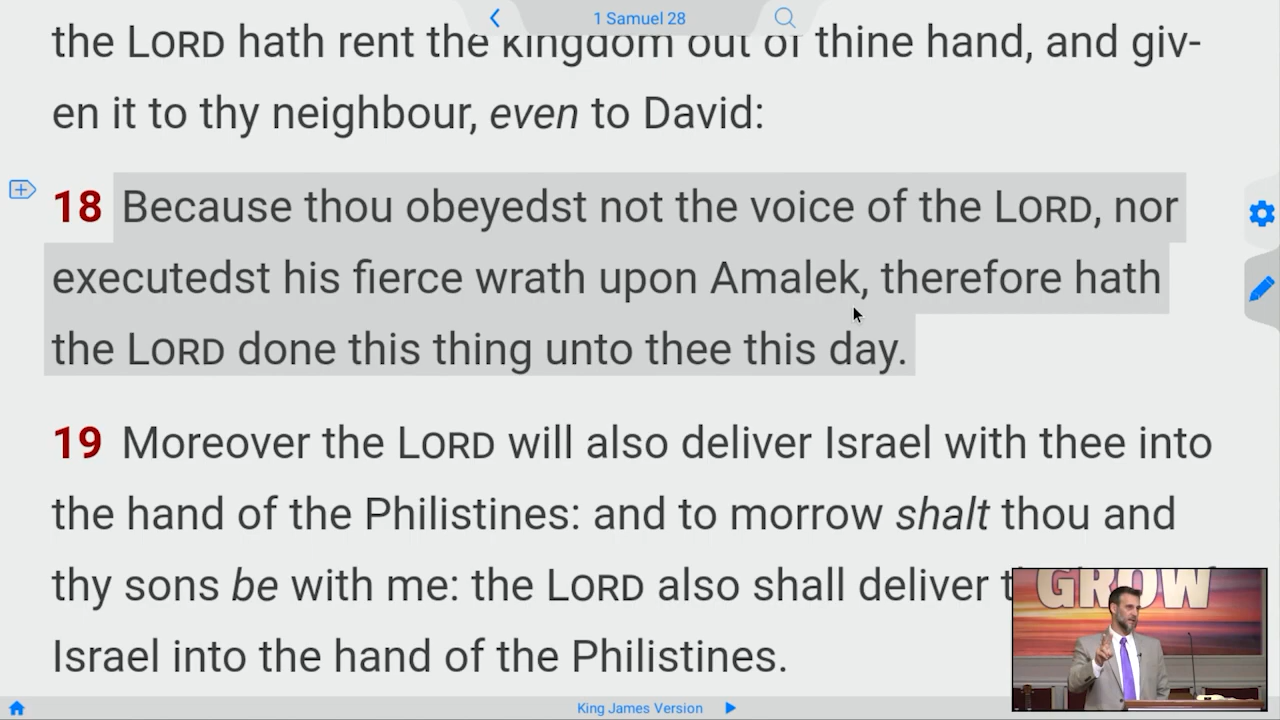 1 Samuel 28
the LORD hath rent the kingdom out of thine hand, and giv-
en it to thy neighbour, even to David:
18 Because thou obeyedst not the voice of the LORD, nor
executedst his fierce wrath upon Amalek, therefore hath
the LORD done this thing unto thee this day.
19 Moreover the LORD will also deliver Israel with thee into
the hand of the Philistines: and to morrow shalt thou and
thy sons be with me: the LORD also shall deliver
Israel into the hand of the Philistines.
GROW
King James Version